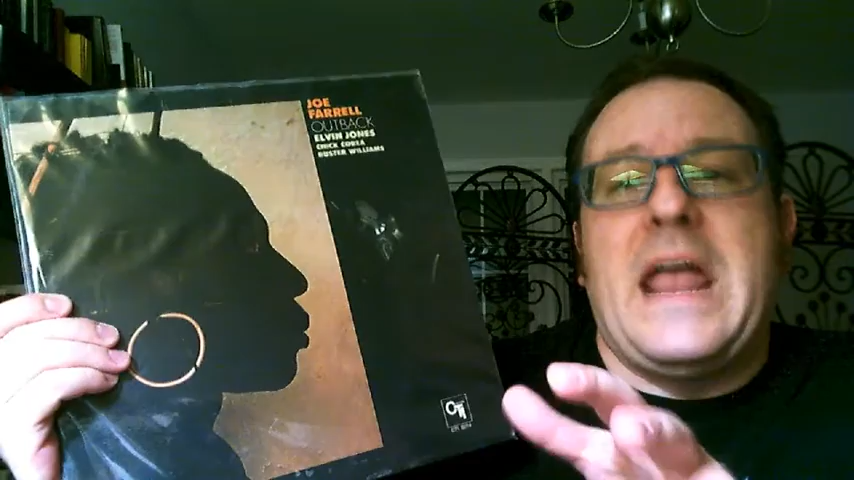 JOE
FARRELL
OUTBACK
ELVIN JONES
CHICK COREA
BUSTER WILLIAMS
CTI